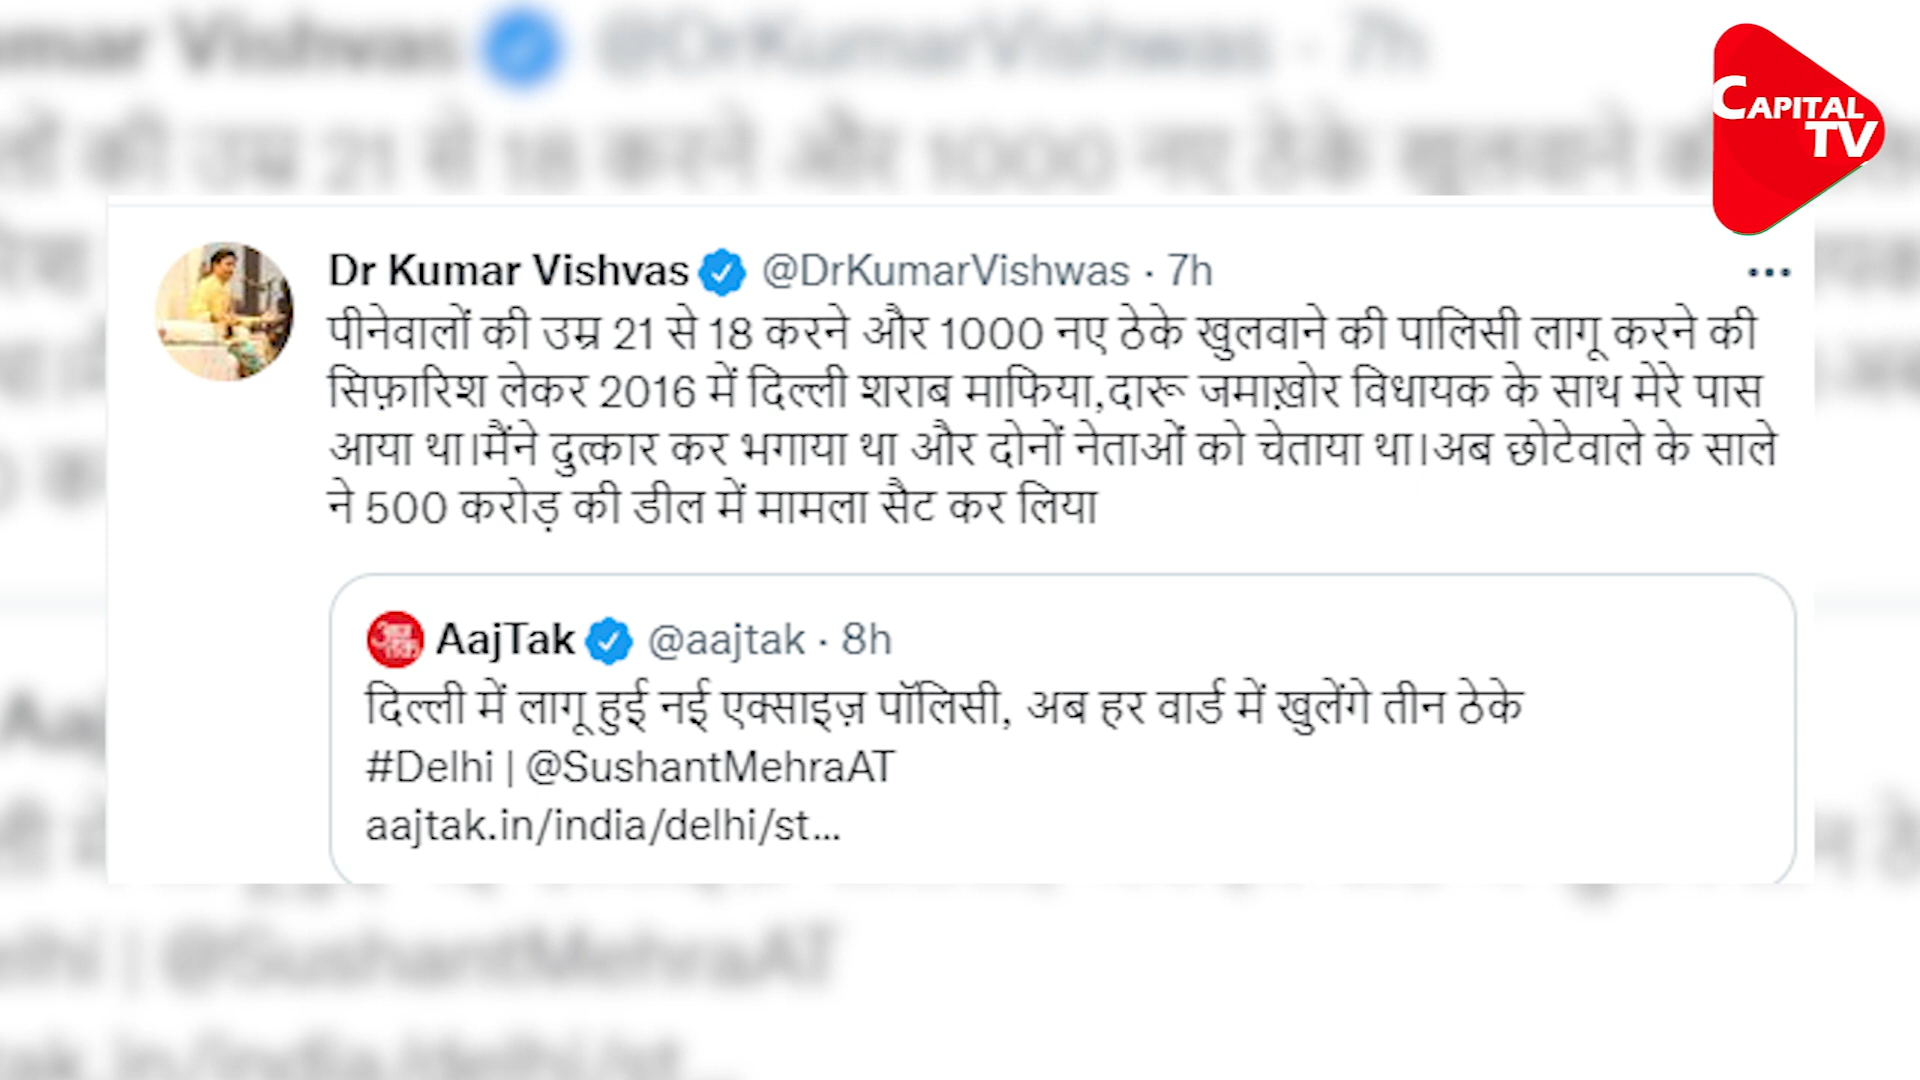 CAPITAL
TV
Dr Kumar Vishvas @DrKumarVishwas · 7h
पीनेवालों की उम्र 21 से 18 करने और 1000 नए ठेके खुलवाने की पालिसी लागू करने की
सिफ़ारिश लेकर 2016 में दिल्ली शराब माफिया,दारू जमाख़ोर विधायक के साथ मेरे पास
आया था।मैंने दुत्कार कर भगाया था और दोनों नेताओं को चेताया था।अब छोटेवाले के साले
ने 500 करोड़ की डील में मामला सैट कर लिया
AajTak @aajtak · 8h
दिल्ली में लागू हुई नई एक्साइज़ पॉलिसी, अब हर वार्ड में खुलेंगे तीन ठेके
#Delhi | @SushantMehraAT
aajtak.in/india/delhi/st...